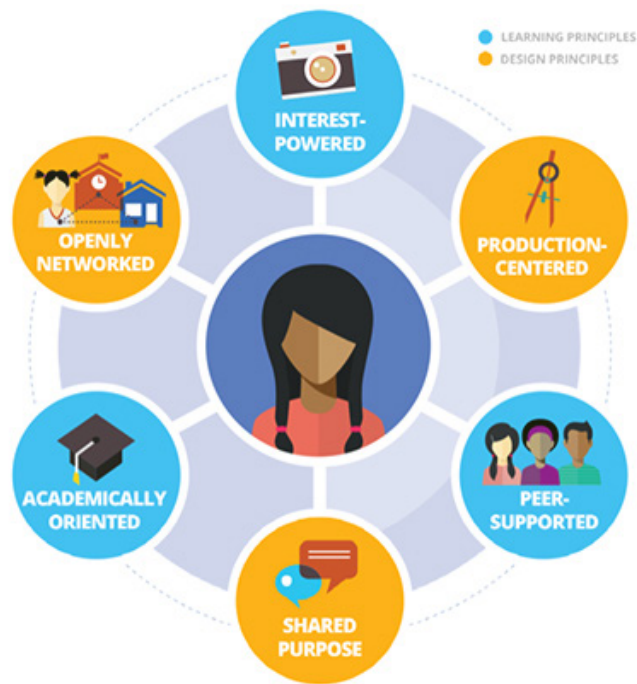 LEARNING PRINCIPLES
DESIGN PRINCIPLES
INTEREST-
POWERED
OPENLY
NETWORKED
PRODUCTION-
CENTERED
ACADEMICALLY
ORIENTED
PEER-
SUPPORTED
SHARED
PURPOSE